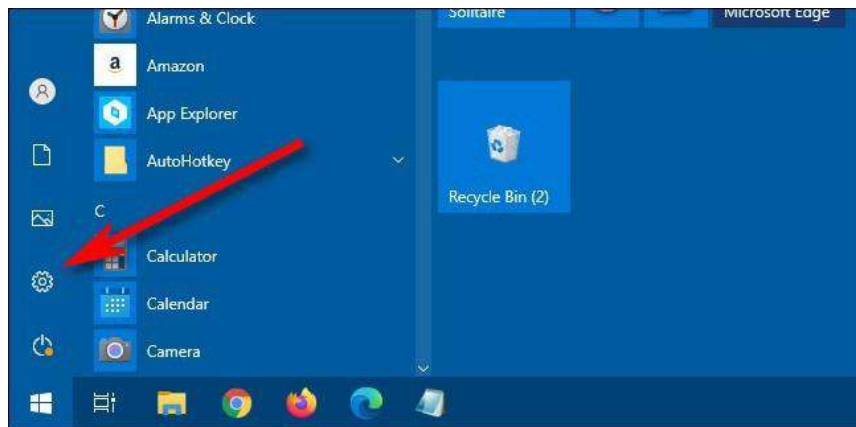 Alarms & Clock
Amazon
App Explorer
AutoHotkey
C
Calculator
Calendar
Camera
Solitaire
Microsoft Edge
Recycle Bin (2)